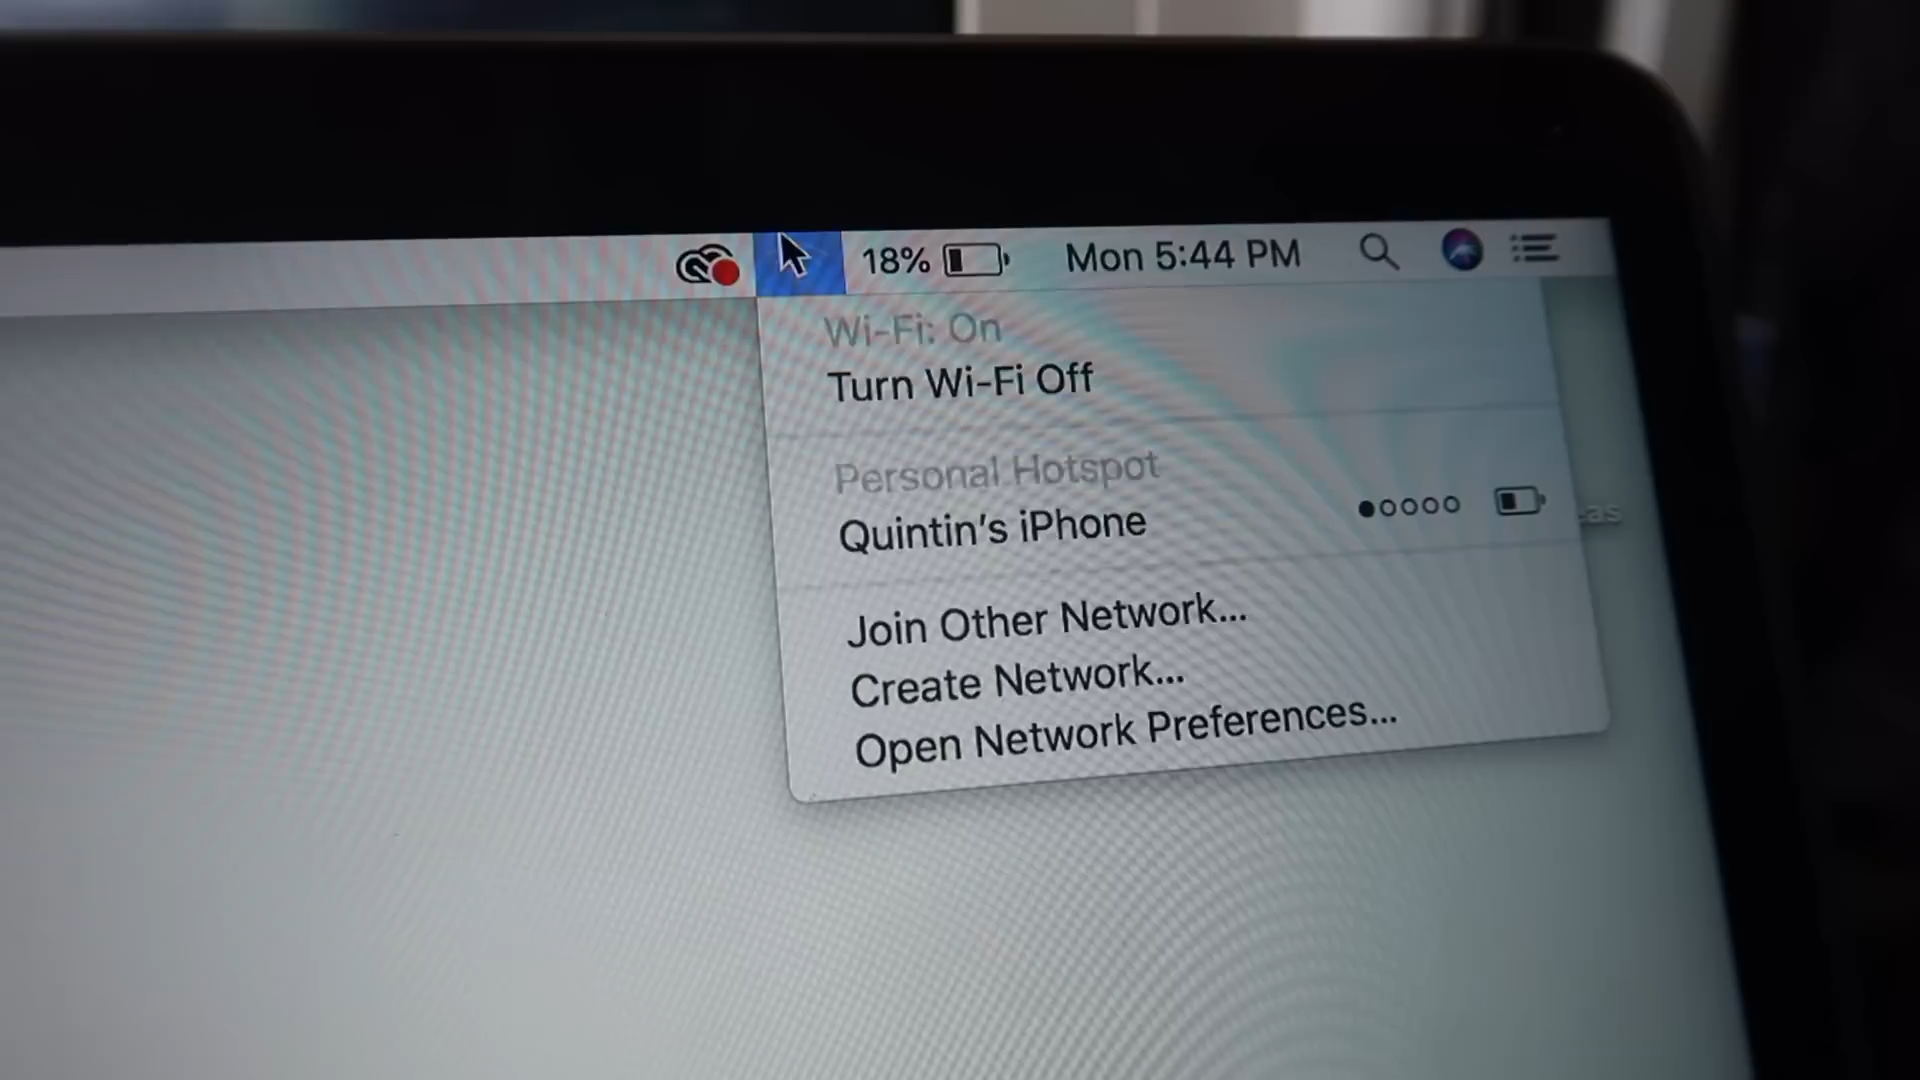 18% Mon 5:44 PM
Wi-Fi: On
Turn Wi-Fi Off
Personal Hotspot
Quintin's iPhone
Join Other Network...
Create Network...
Open Network Preferences...